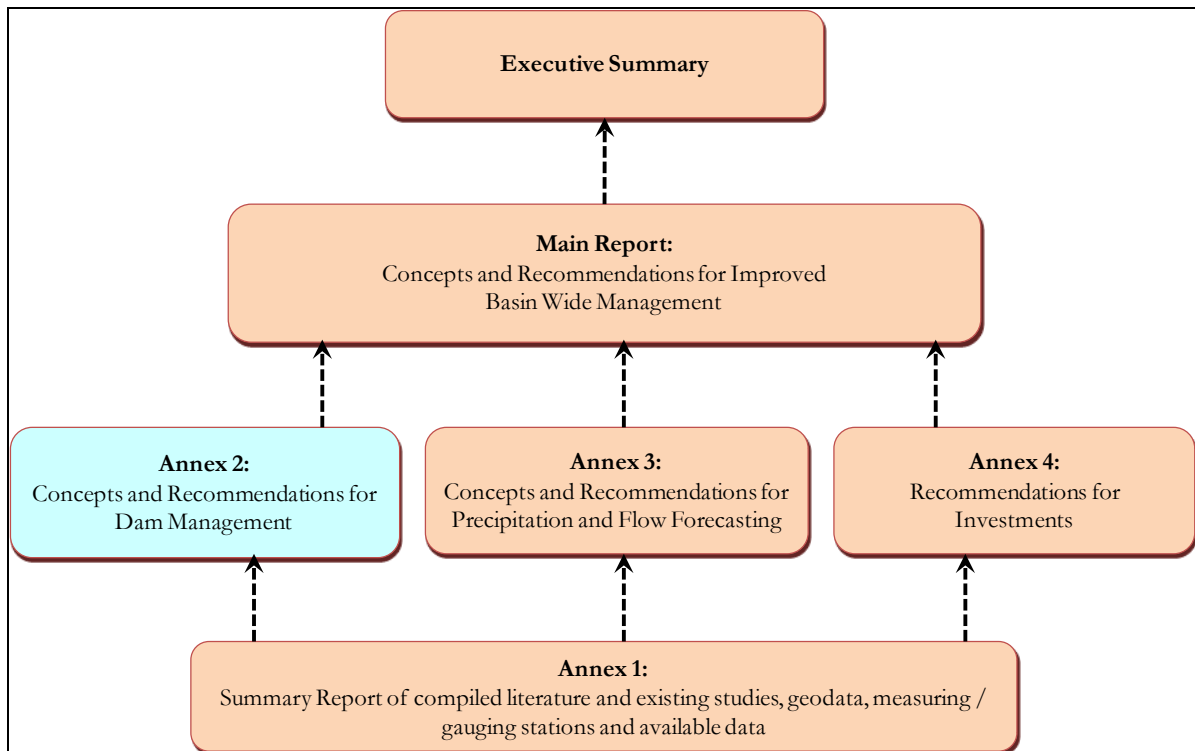 Executive Summary
Main Report:
Concepts and Recommendations for Improved
Basin Wide Management
Annex 2:
Concepts and Recommendations for
Dam Management
Annex 3:
Concepts and Recommendations for
Precipitation and Flow Forecasting
Annex 4:
Recommendations for
Investments
Annex 1:
Summary Report of compiled literature and existing studies, geodata, measuring /
gauging stations and available data